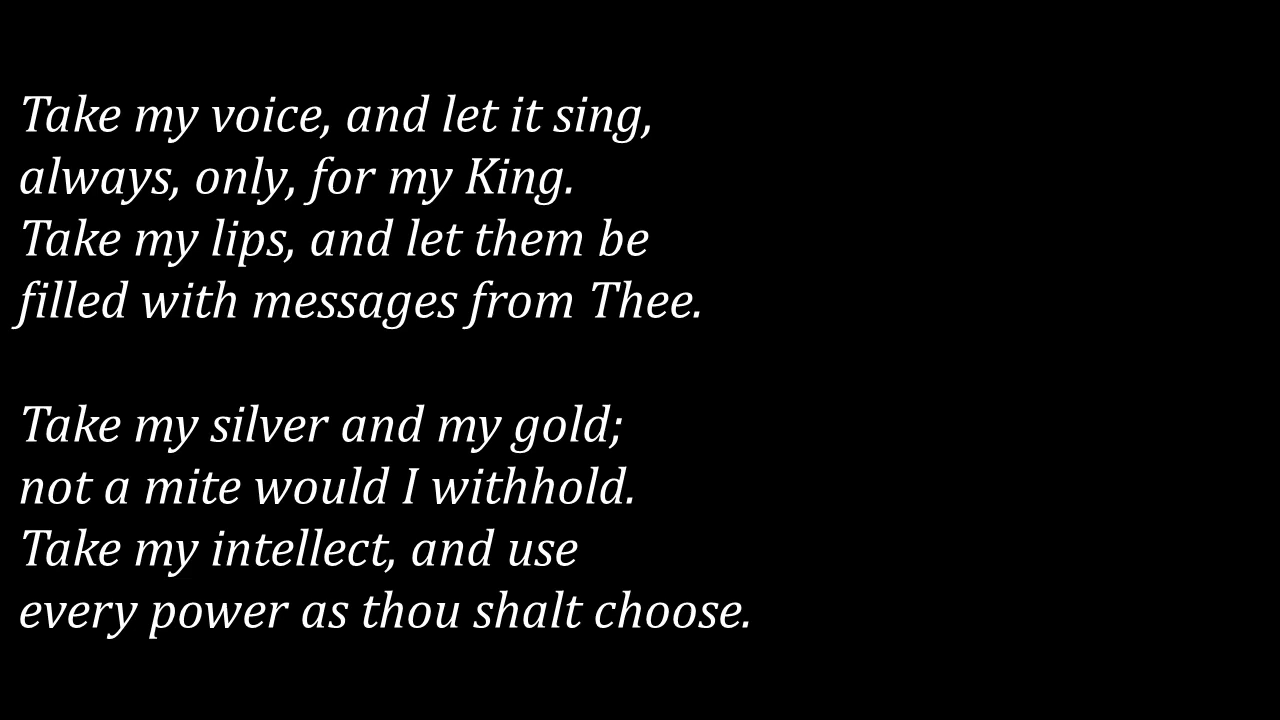 Take my voice, and let it sing,
always, only, for my King.
Take my lips, and let them be
filled with messages from Thee.

Take my silver and my gold;
not a mite would I withhold.
Take my intellect, and use
every power as thou shalt choose.